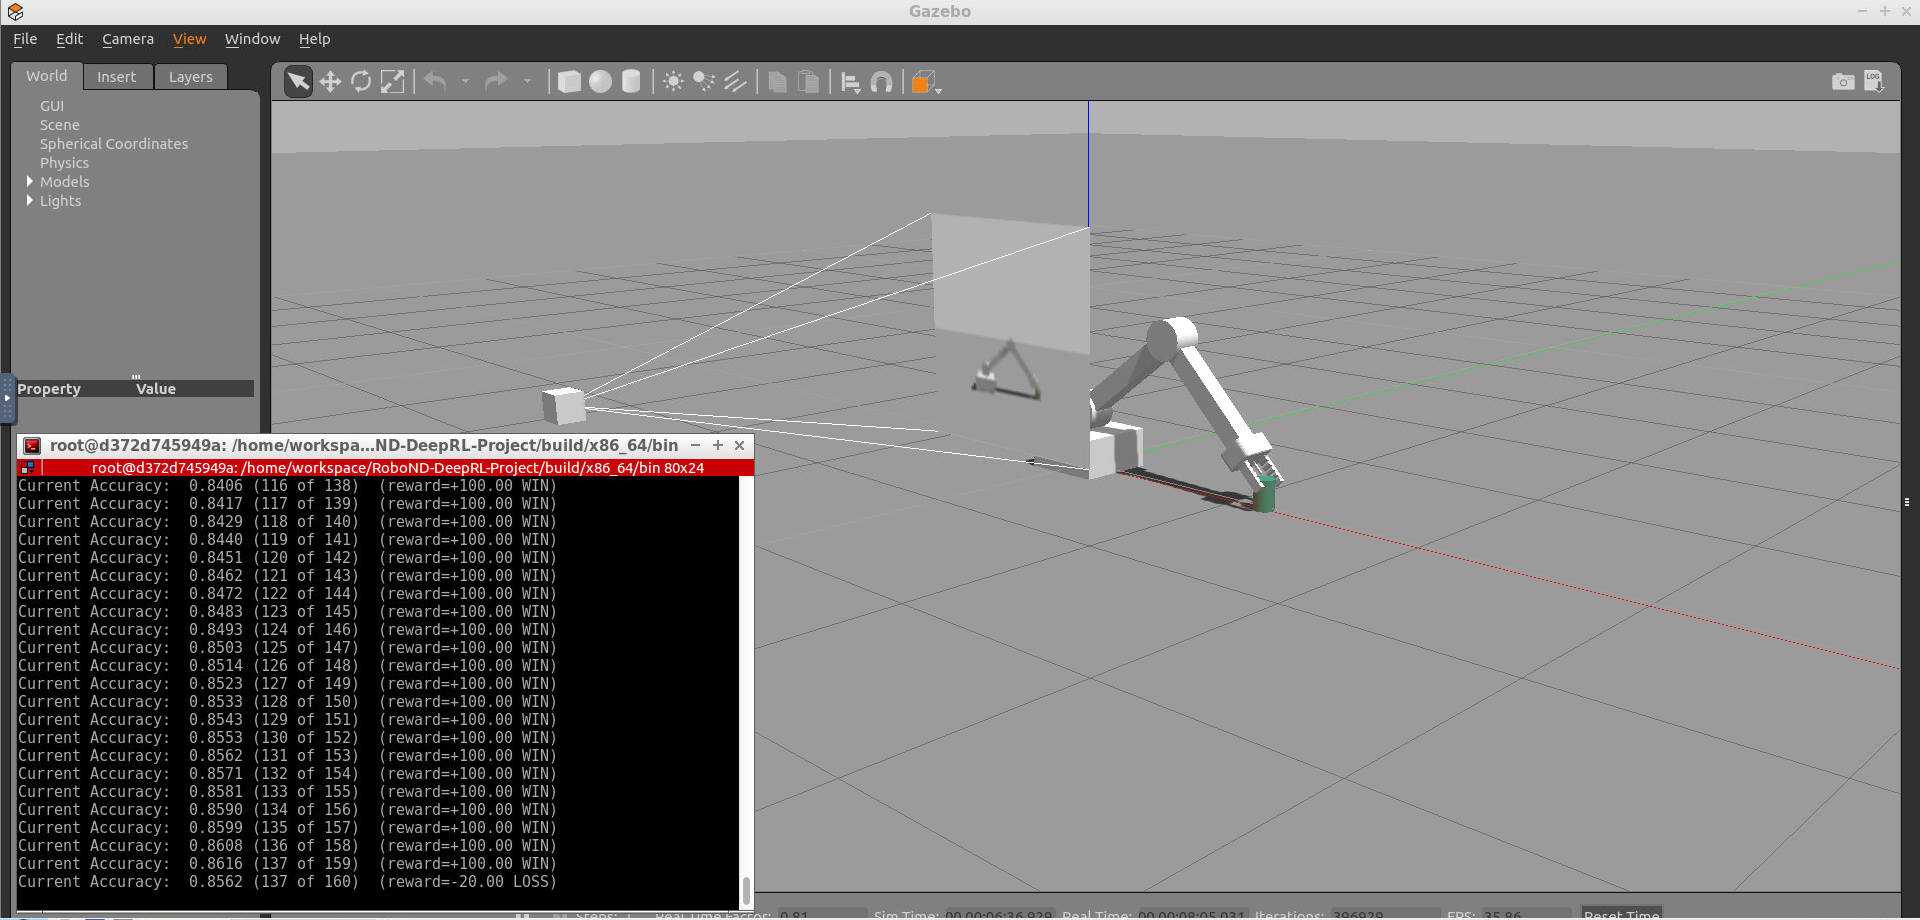 Gazebo
File Edit Camera View Window Help
World Insert Layers
LOG
GUI
Scene
Spherical Coordinates
Physics
Models
Lights
Property Value
root@d372d745949a: /home/workspa...ND-DeepRL-Project/build/x86_64/bin
root@d372d745949a: /home/workspace/RoboND-DeepRL-Project/build/x86_64/bin 80x24
Current Accuracy: 0.8406 (116 of 138) (reward=+100.00 WIN)
Current Accuracy: 0.8417 (117 of 139) (reward=+100.00 WIN)
Current Accuracy: 0.8429 (118 of 140) (reward=+100.00 WIN)
Current Accuracy: 0.8440 (119 of 141) (reward=+100.00 WIN)
Current Accuracy: 0.8451 (120 of 142) (reward=+100.00 WIN)
Current Accuracy: 0.8462 (121 of 143) (reward=+100.00 WIN)
Current Accuracy: 0.8472 (122 of 144) (reward=+100.00 WIN)
Current Accuracy: 0.8483 (123 of 145) (reward=+100.00 WIN)
Current Accuracy: 0.8493 (124 of 146) (reward=+100.00 WIN)
Current Accuracy: 0.8503 (125 of 147) (reward=+100.00 WIN)
Current Accuracy: 0.8514 (126 of 148) (reward=+100.00 WIN)
Current Accuracy: 0.8523 (127 of 149) (reward=+100.00 WIN)
Current Accuracy: 0.8533 (128 of 150) (reward=+100.00 WIN)
Current Accuracy: 0.8543 (129 of 151) (reward=+100.00 WIN)
Current Accuracy: 0.8553 (130 of 152) (reward=+100.00 WIN)
Current Accuracy: 0.8562 (131 of 153) (reward=+100.00 WIN)
Current Accuracy: 0.8571 (132 of 154) (reward=+100.00 WIN)
Current Accuracy: 0.8581 (133 of 155) (reward=+100.00 WIN)
Current Accuracy: 0.8590 (134 of 156) (reward=+100.00 WIN)
Current Accuracy: 0.8599 (135 of 157) (reward=+100.00 WIN)
Current Accuracy: 0.8608 (136 of 158) (reward=+100.00 WIN)
Current Accuracy: 0.8616 (137 of 159) (reward=+100.00 WIN)
Current Accuracy: 0.8562 (137 of 160) (reward=-20.00 LOSS)
Steps: 1 Real Time Factor: 0.81 Sim Time: 00 00:06:36.929 Real Time: 00 00:08:05.031 Iterations: 396929 FPS: 35.86 Reset Time